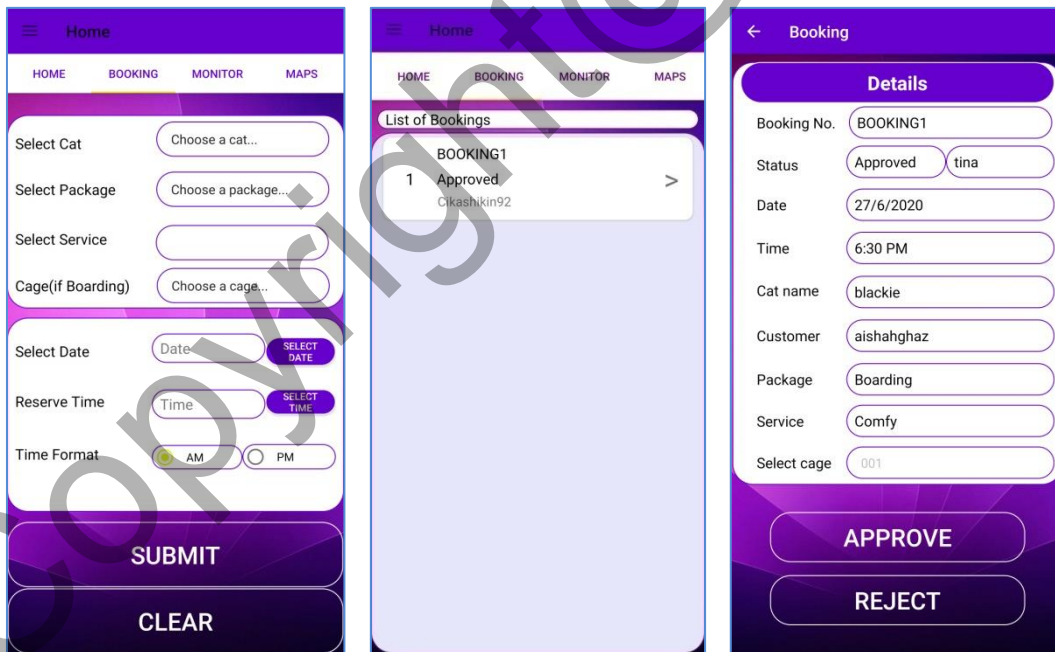 Home
HOME BOOKING MONITOR MAPS
Select Cat Choose a cat...
Select Package Choose a package...
Select Service
Cage(if Boarding) Choose a cage...
Select Date Date SELECT DATE
Reserve Time Time SELECT TIME
Time Format AM PM
SUBMIT
CLEAR
Home
HOME BOOKING MONITOR MAPS
List of Bookings
BOOKING1
1 Approved >
Cikashikin92
← Booking
Details
Booking No. BOOKING1
Status Approved tina
Date 27/6/2020
Time 6:30 PM
Cat name blackie
Customer aishahghaz
Package Boarding
Service Comfy
Select cage 001
APPROVE
REJECT
Copyright@